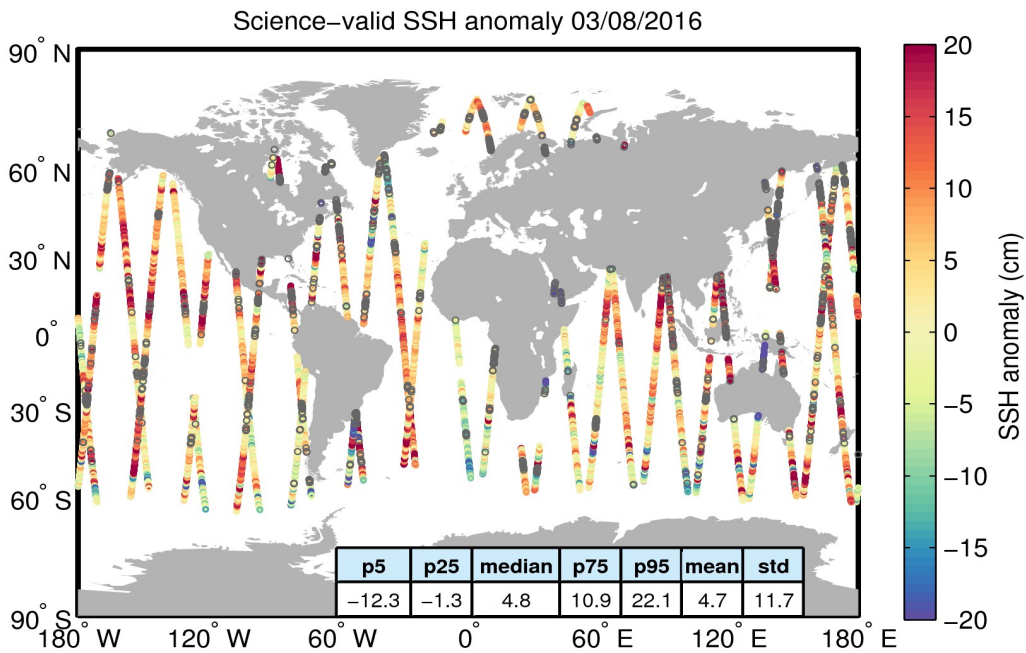 Science−valid SSH anomaly 03/08/2016
90° N
60° N
30° N
0°
30° S
60° S
90° S
180° W
120° W
60° W
0°
60° E
120° E
180° E
p5 p25 median p75 p95 mean std
−12.3 −1.3 4.8 10.9 22.1 4.7 11.7
20
15
10
5
0
−5
−10
−15
−20
SSH anomaly (cm)